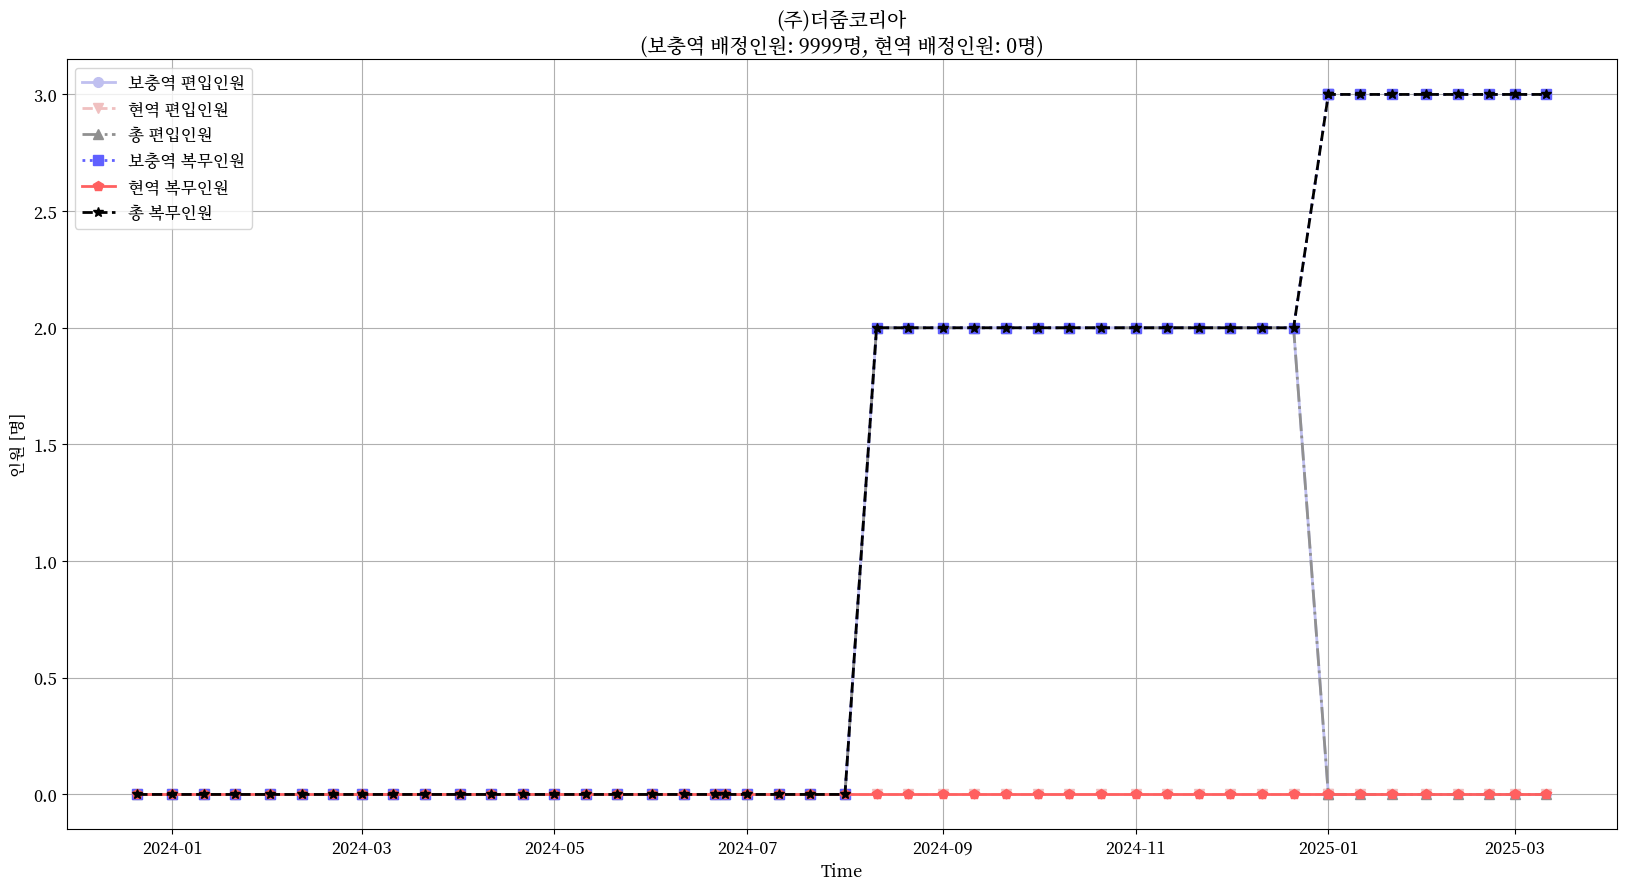 (주)더줌코리아
(보충역 배정인원: 9999명, 현역 배정인원: 0명)
보충역 편입인원
현역 편입인원
총 편입인원
보충역 복무인원
현역 복무인원
총 복무인원
인원 [명]
3.0
2.5
2.0
1.5
1.0
0.5
0.0
2024-01
2024-03
2024-05
2024-07
2024-09
2024-11
2025-01
2025-03
Time